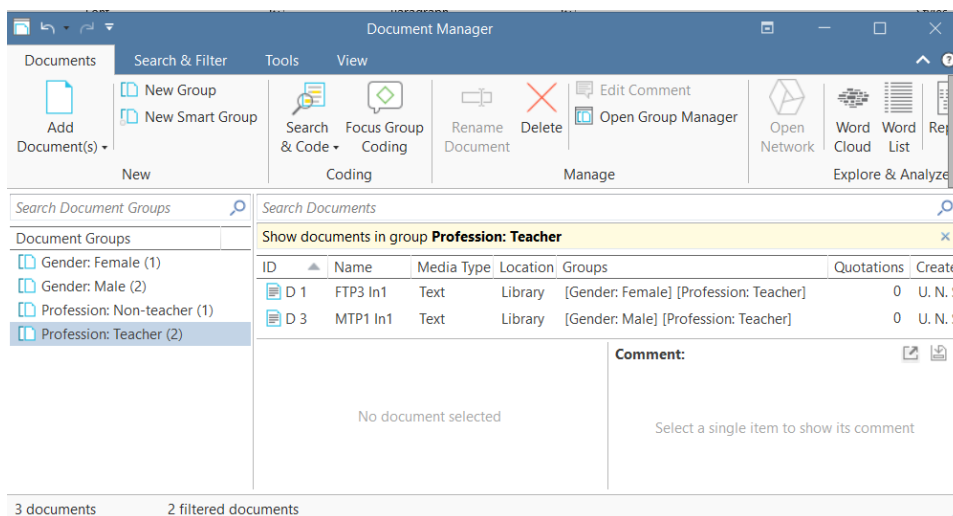 Document Manager
Documents Search & Filter Tools View
Add Document(s)
New Group
New Smart Group
New
Search & Code
Focus Group Coding
Coding
Rename Document
Delete
Edit Comment
Open Group Manager
Manage
Open Network
Word Cloud
Word List
Explore & Analyze
Search Document Groups
Search Documents
Document Groups
Gender: Female (1)
Gender: Male (2)
Profession: Non-teacher (1)
Profession: Teacher (2)
Show documents in group Profession: Teacher
ID Name Media Type Location Groups Quotations Create
D 1 FTP3 In1 Text Library [Gender: Female] [Profession: Teacher] 0 U. N.
D 3 MTP1 In1 Text Library [Gender: Male] [Profession: Teacher] 0 U. N.
No document selected
Comment:
Select a single item to show its comment
3 documents 2 filtered documents